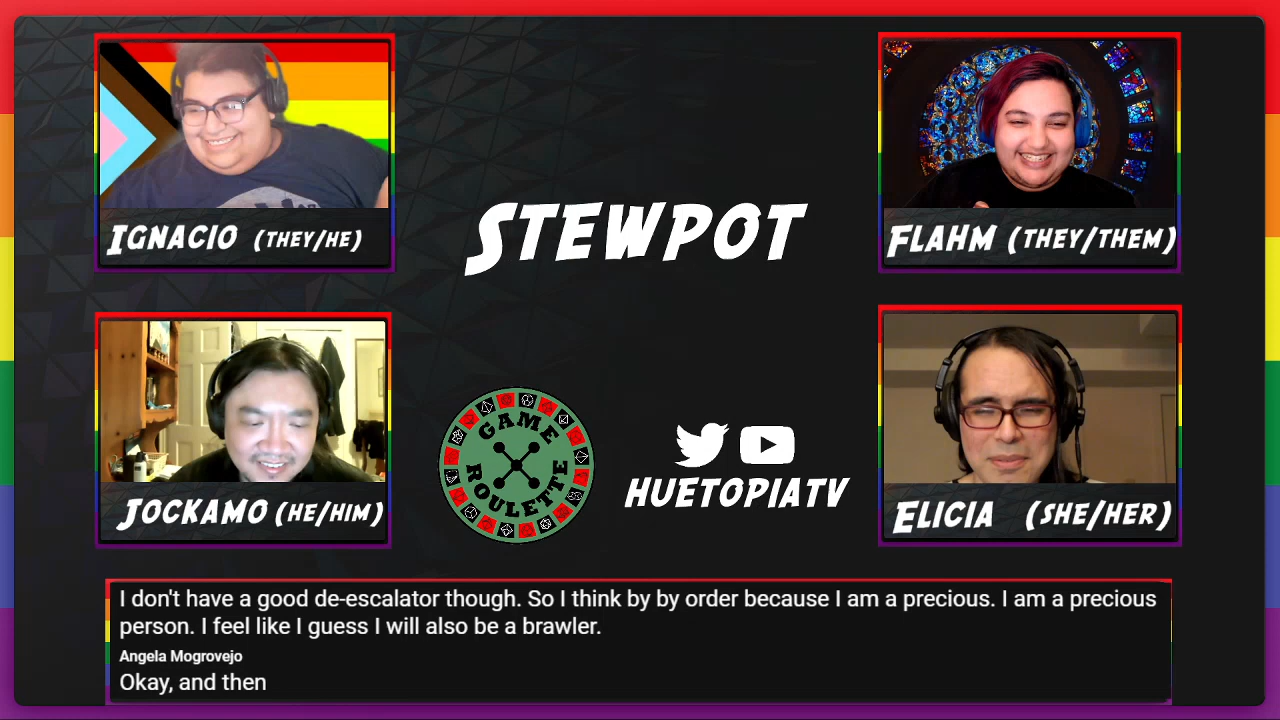 IGNACIO (THEY/HE)
FLAHM (THEY/THEM)
STEWPOT
JOCKAMO (HE/HIM)
GAME
ROULETTE
HUETOPIATV
ELICIA (SHE/HER)
I don't have a good de-escalator though. So I think by by order because I am a precious. I am a precious
person. I feel like I guess I will also be a brawler.
Angela Mogrovejo
Okay, and then